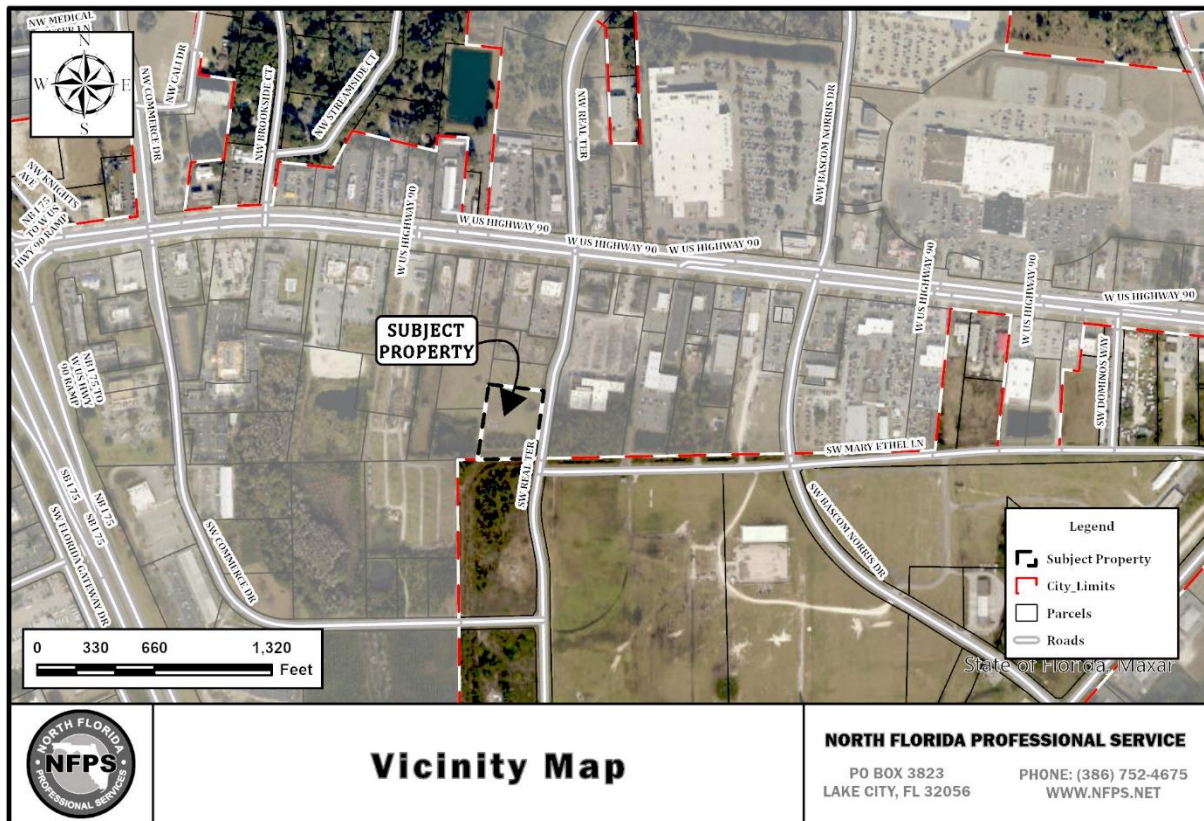 NW MEDICAL
N
W
E
S
NW COMMERCE DR
NW CALI DR
NW BROOKSIDE CT
NW STREAMSIDE CT
NW REAL TER
NW BASCOM NORRIS DR
NW KNIGHTS
AVE
NB I 75
TO W US
HWY 90 RAMP
W US HIGHWAY 90
W US HIGHWAY 90
W US HIGHWAY 90
W US HIGHWAY 90
W US HIGHWAY 90
W US HIGHWAY 90
W US HIGHWAY 90
SUBJECT
PROPERTY
NB I 75 TO
W US HWY
90 RAMP
SW DOMINOS WAY
SW MARY ETHEL LN
SW REAL TER
SB I 75
NB I 75
SB I 75
SW FLORIDA GATEWAY DR
SW COMMERCE DR
SW BASCOM NORRIS DR
Legend
Subject Property
City_Limits
Parcels
Roads
0 330 660 1,320
Feet
State of Florida, Maxar
NORTH FLORIDA
NFPS
PROFESSIONAL SERVICES
Vicinity Map
NORTH FLORIDA PROFESSIONAL SERVICE
PO BOX 3823
LAKE CITY, FL 32056
PHONE: (386) 752-4675
WWW.NFPS.NET